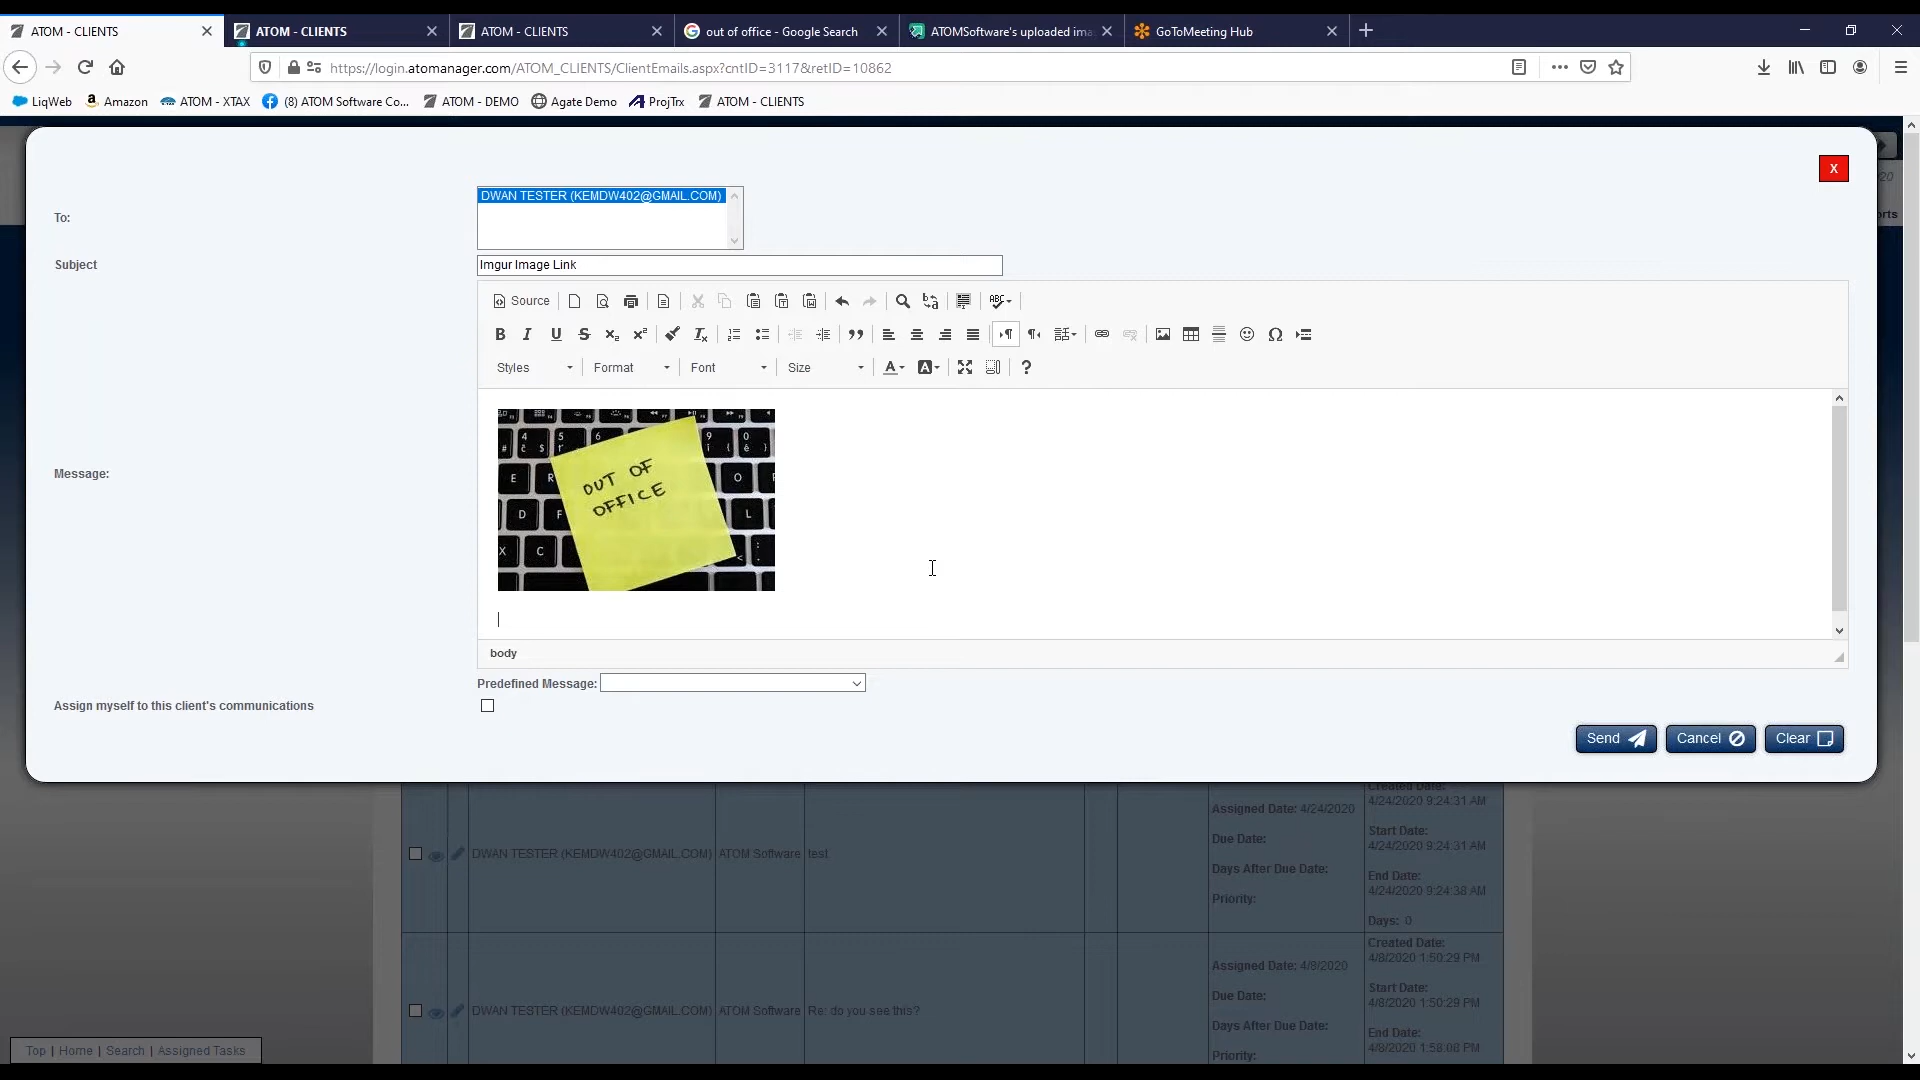 ATOM - CLIENTS
ATOM - CLIENTS
ATOM - CLIENTS
out of office - Google Search
ATOMSoftware's uploaded ima
GoToMeeting Hub
https://login.atomanager.com/ATOM_CLIENTS/ClientEmails.aspx?cntID=3117&retID=10862
LiqWeb
Amazon
ATOM - XTAX
(8) ATOM Software Co...
ATOM - DEMO
Agate Demo
ProjTrx
ATOM - CLIENTS
X
To:
DWAN TESTER (KEMDW402@GMAIL.COM)
Subject
Imgur Image Link
Source
Styles
Format
Font
Size
Message:
OUT OF
OFFICE
body
Predefined Message:
Assign myself to this client's communications
Send
Cancel
Clear
DWAN TESTER (KEMDW402@GMAIL.COM)
ATOM Software
test
Assigned Date: 4/24/2020
Due Date:
Days After Due Date:
Priority:
Created Date:
4/24/2020 9:24:31 AM
Start Date:
4/24/2020 9:24:31 AM
End Date:
4/24/2020 9:24:38 AM
Days: 0
DWAN TESTER (KEMDW402@GMAIL.COM)
ATOM Software
Re: do you see this?
Assigned Date: 4/8/2020
Due Date:
Days After Due Date:
Priority:
Created Date:
4/8/2020 1:50:29 PM
Start Date:
4/8/2020 1:50:29 PM
End Date:
4/8/2020 1:58:08 PM
Top | Home | Search | Assigned Tasks